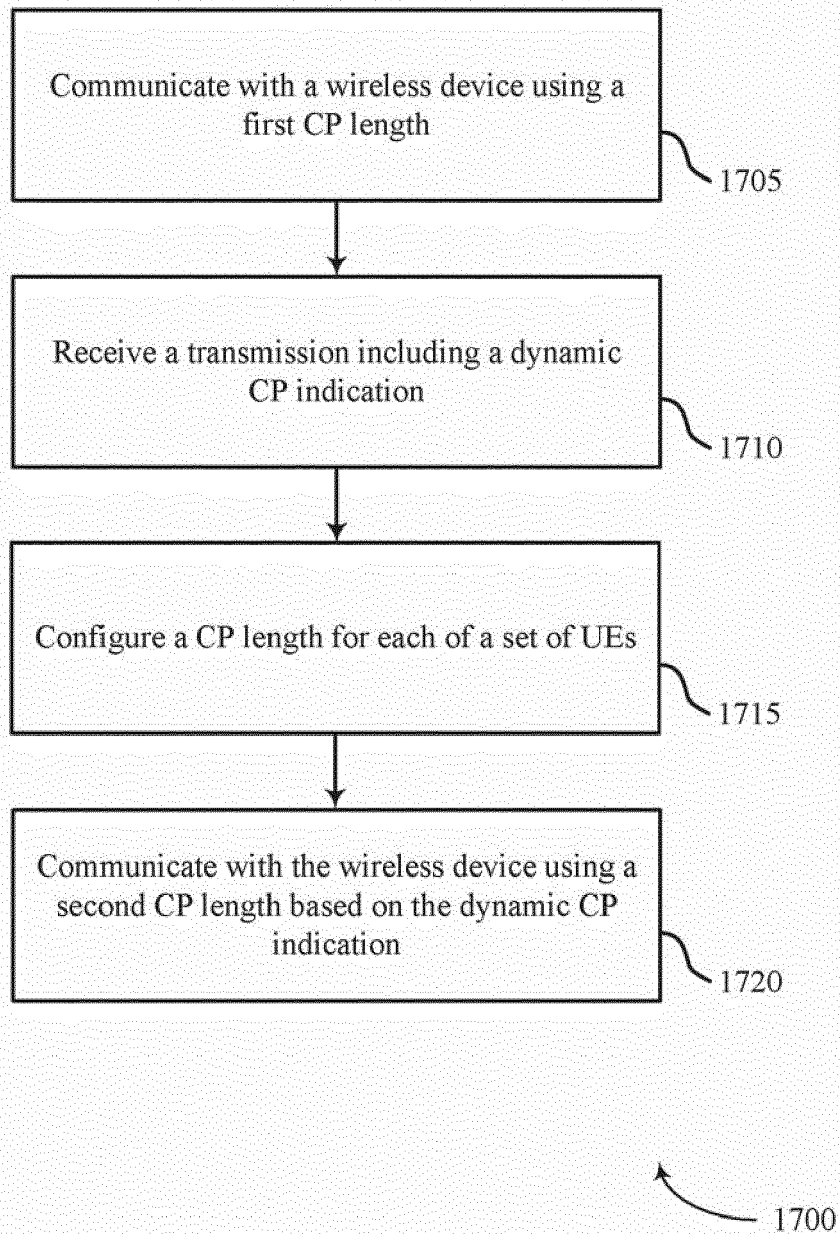 Communicate with a wireless device using a
first CP length
1705
Receive a transmission including a dynamic
CP indication
1710
Configure a CP length for each of a set of UEs
1715
Communicate with the wireless device using a
second CP length based on the dynamic CP
indication
1720
1700